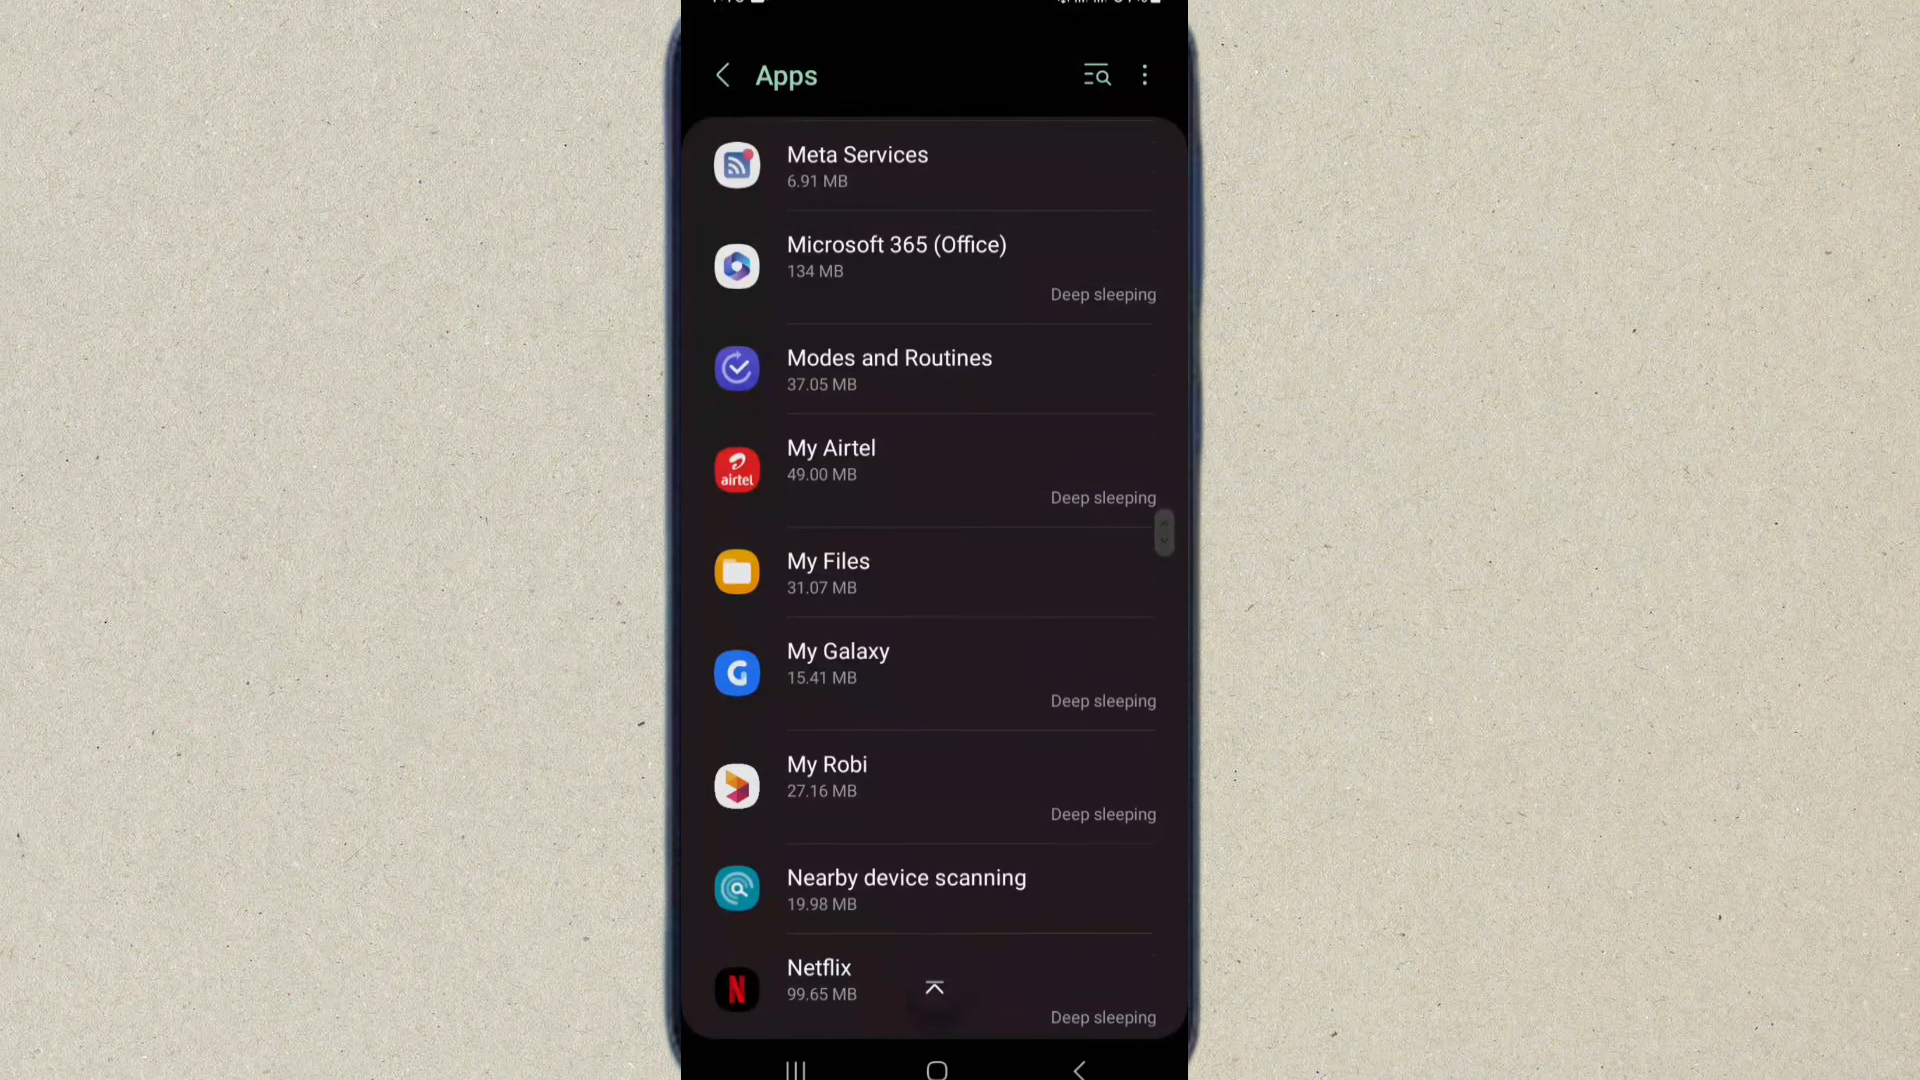 Apps
Meta Services
6.91 MB
Microsoft 365 (Office)
134 MB
Deep sleeping
Modes and Routines
37.05 MB
airtel
My Airtel
49.00 MB
Deep sleeping
My Files
31.07 MB
My Galaxy
15.41 MB
Deep sleeping
My Robi
27.16 MB
Deep sleeping
Nearby device scanning
19.98 MB
Netflix
99.65 MB
Deep sleeping